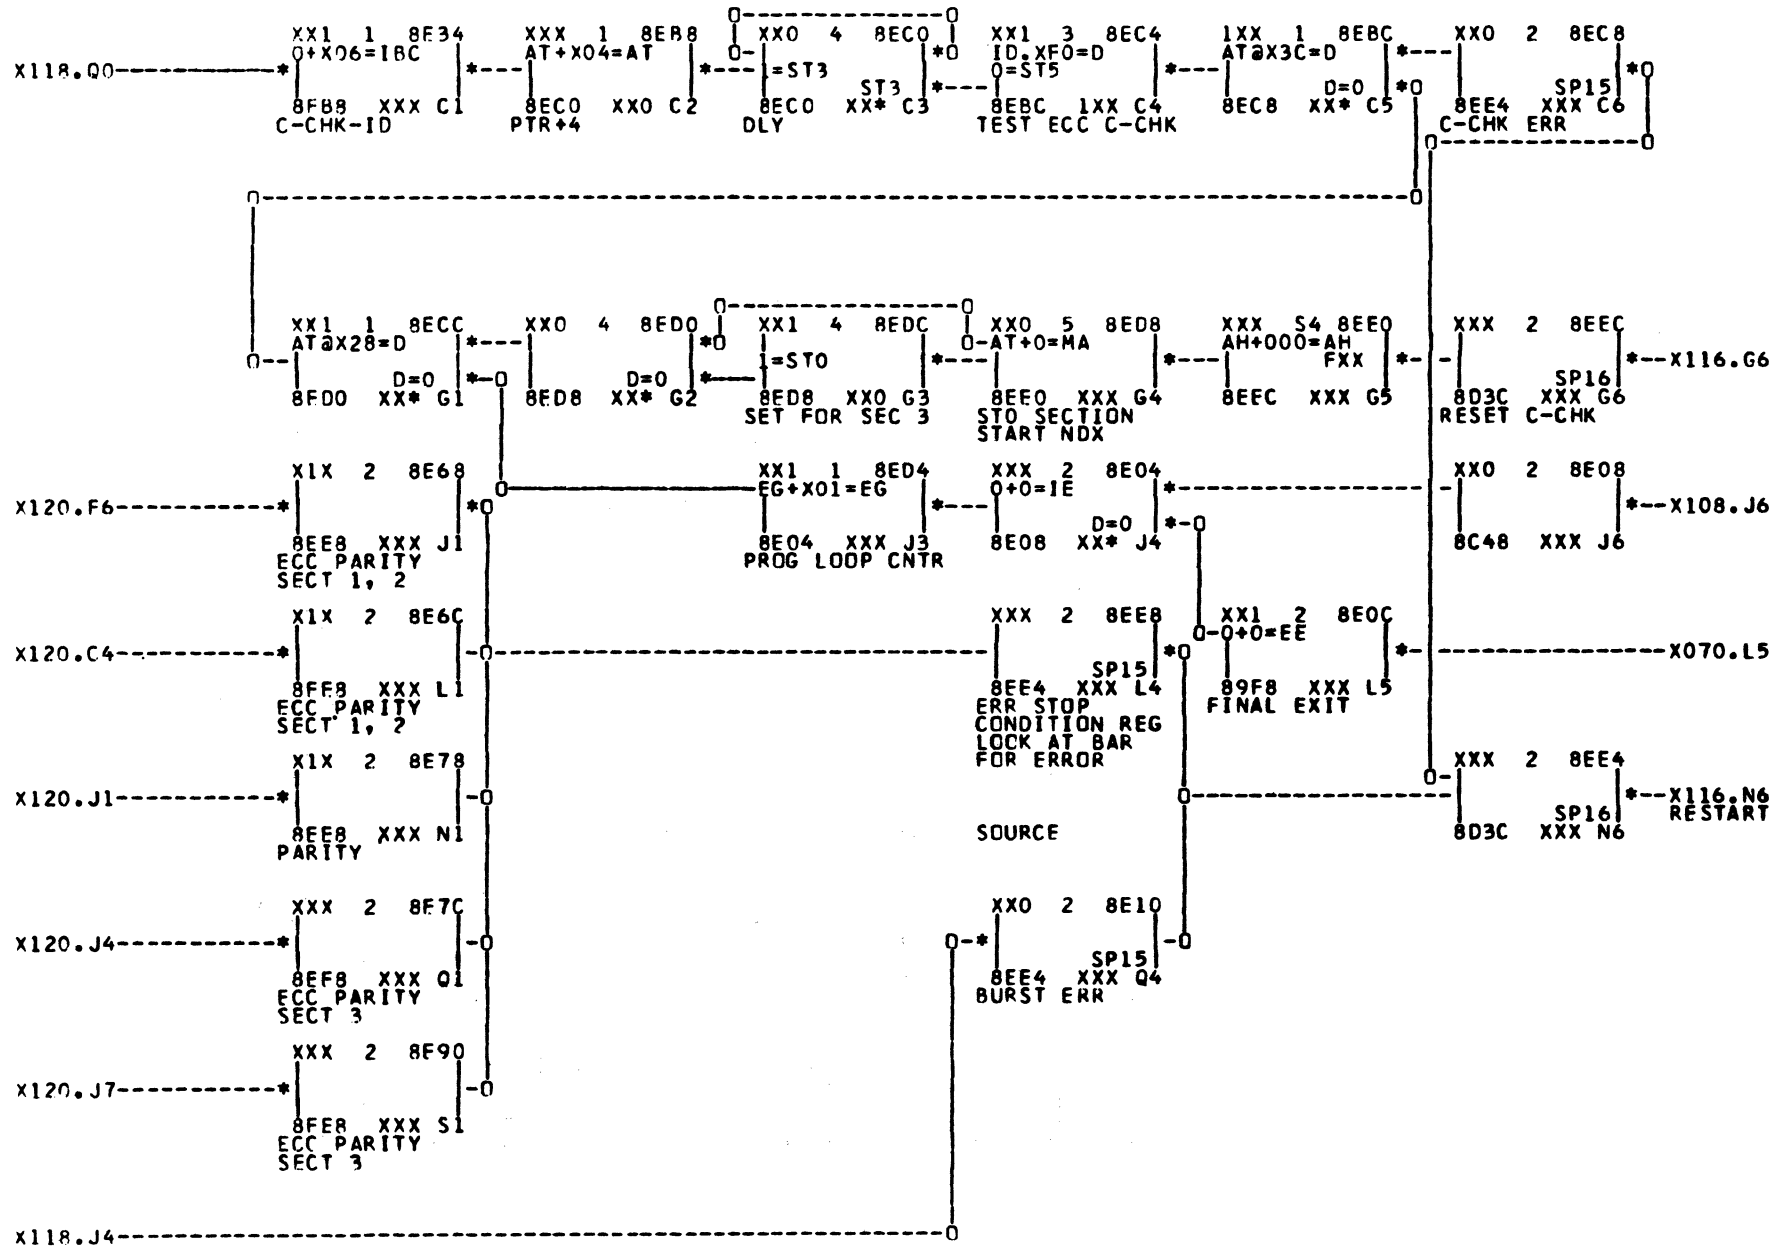 XX1 1 8E34
0+X06=IBC
X118.Q0
8EB8 XXX C1
C-CHK-ID
XXX 1 8EB8
AT+X04=AT
8EC0 XX0 C2
PTR+4
XX0 4 8EC0
1=ST3
ST3
8EC0 XX* C3
DLY
XX1 3 8EC4
ID.XF0=D
0=ST5
8EBC 1XX C4
TEST ECC C-CHK
1XX 1 8EBC
AT@X3C=D
D=0
8EC8 XX* C5
XX0 2 8EC8
SP15
8EE4 XXX C6
C-CHK ERR
XX1 1 8ECC
AT@X28=D
D=0
8ED0 XX* G1
XX0 4 8ED0
D=0
8ED8 XX* G2
XX1 4 8EDC
1=ST0
8ED8 XX0 G3
SET FOR SEC 3
XX0 5 8ED8
AT+0=MA
8EE0 XXX G4
STO SECTION
START NDX
XXX S4 8EE0
AH+000=AH
FXX
8EEC XXX G5
XXX 2 8EEC
SP16
8D3C XXX G6
RESET C-CHK
X116.G6
X1X 2 8E68
X120.F6
8EE8 XXX J1
ECC PARITY
SECT 1, 2
XX1 1 8ED4
EG+X01=EG
8E04 XXX J3
PROG LOOP CNTR
XXX 2 8E04
0+0=IE
D=0
8E08 XX* J4
XX0 2 8E08
8C48 XXX J6
X108.J6
X1X 2 8E6C
X120.C4
8EE8 XXX L1
ECC PARITY
SECT 1, 2
XXX 2 8EE8
SP15
8EE4 XXX L4
ERR STOP
CONDITION REG
LOCK AT BAR
FOR ERROR
XX1 2 8E0C
0+0=EE
89F8 XXX L5
FINAL EXIT
X070.L5
X1X 2 8E78
X120.J1
8EE8 XXX N1
PARITY
SOURCE
XXX 2 8EE4
SP16
8D3C XXX N6
X116.N6
RESTART
XXX 2 8E7C
X120.J4
8EE8 XXX Q1
ECC PARITY
SECT 3
XX0 2 8E10
SP15
8EE4 XXX Q4
BURST ERR
XXX 2 8E90
X120.J7
8EE8 XXX S1
ECC PARITY
SECT 3
X118.J4